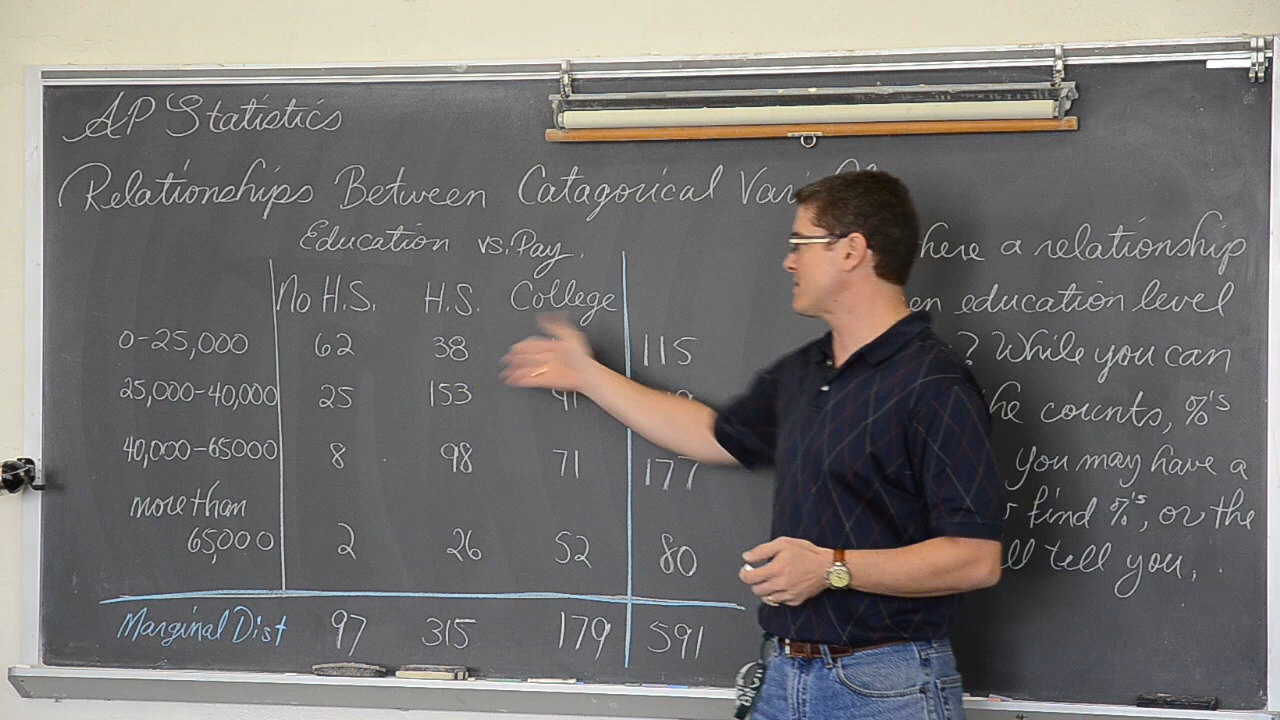 AP Statistics
Relationships Between Catagorical Vari
Education vs. Pay.
No H.S. H.S. College
0-25,000 62 38 115
25,000-40,000 25 153 41
40,000-65000 8 98 71 177
more than
65,000 2 26 52 80
Marginal Dist 97 315 179 591
here a relationship
en education level
? While you can
he counts, %'s
you may have a
find %'s, or the
ll tell you,